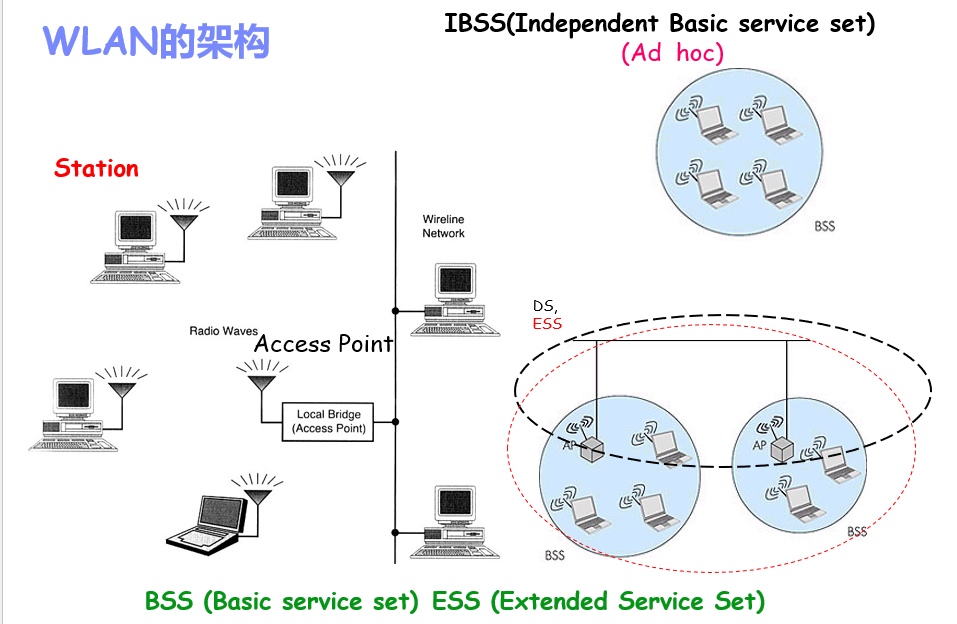 WLAN的架构
IBSS(Independent Basic service set)
(Ad hoc)
BSS
Station
Wireline
Network
Radio Waves
Access Point
Local Bridge
(Access Point)
DS,
ESS
AP
AP
BSS
BSS
BSS (Basic service set) ESS (Extended Service Set)